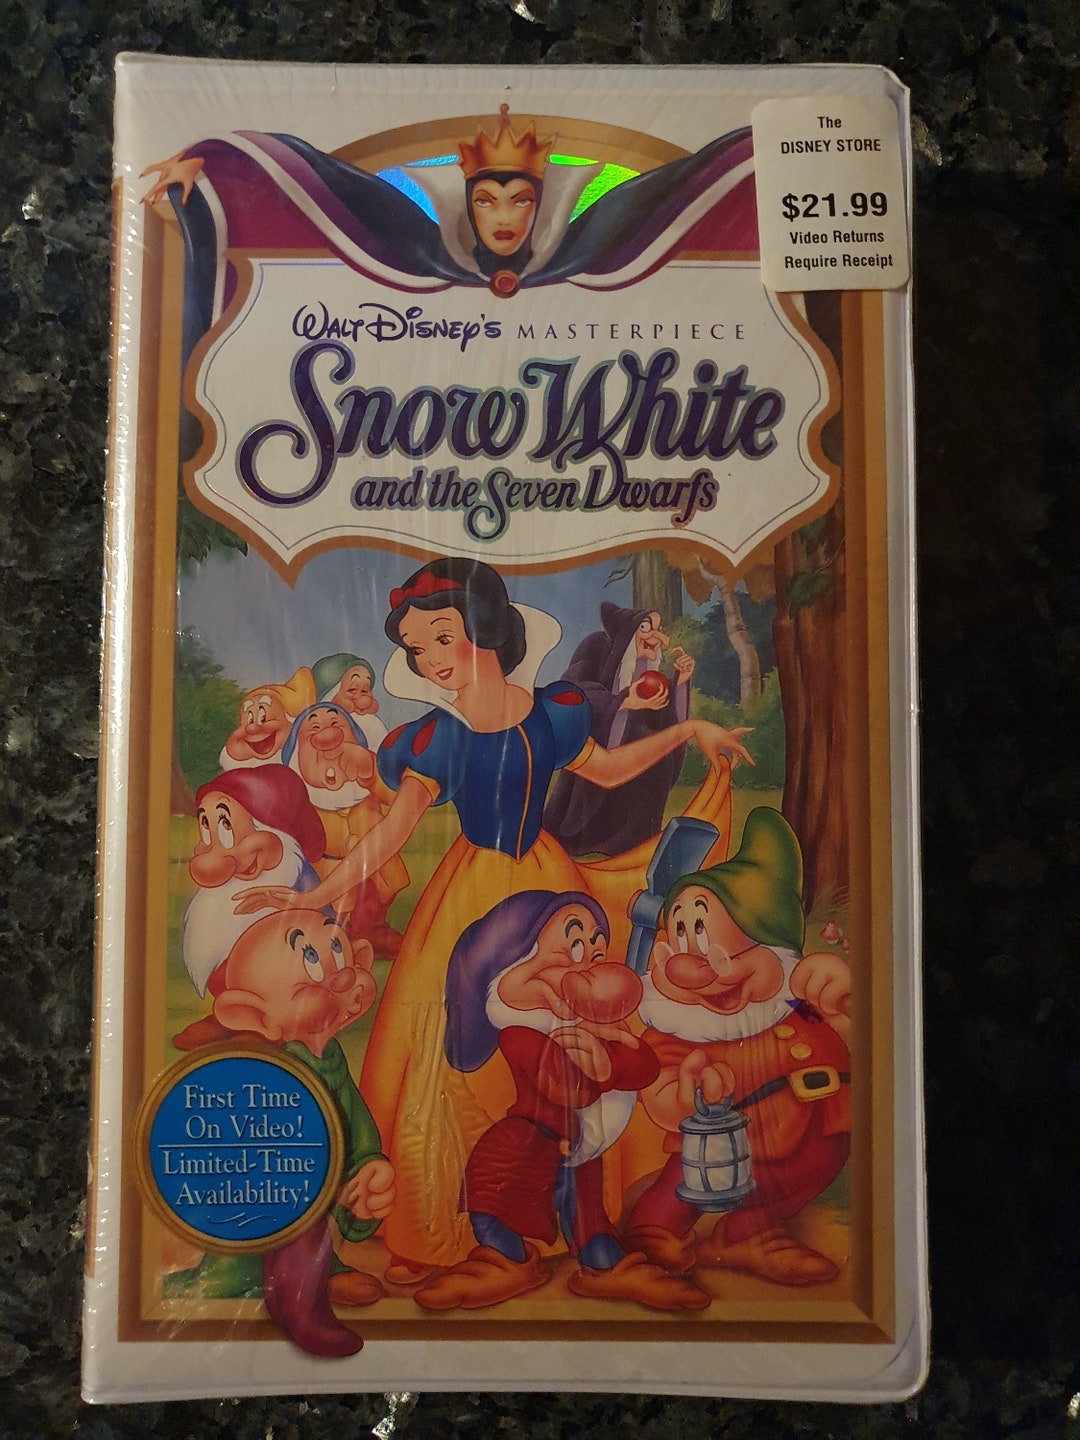 The
DISNEY STORE
$21.99
Video Returns
Require Receipt
WALT DISNEY'S MASTERPIECE
Snow White
and the Seven Dwarfs
First Time
On Video!
Limited-Time
Availability!